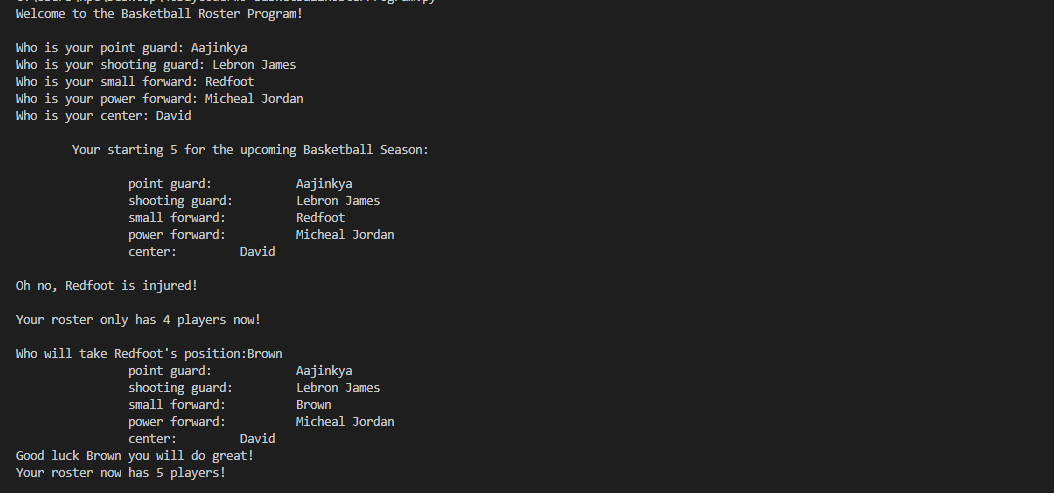 Welcome to the Basketball Roster Program!
Who is your point guard: Aajinkya
Who is your shooting guard: Lebron James
Who is your small forward: Redfoot
Who is your power forward: Micheal Jordan
Who is your center: David
Your starting 5 for the upcoming Basketball Season:
point guard: Aajinkya
shooting guard: Lebron James
small forward: Redfoot
power forward: Micheal Jordan
center: David
Oh no, Redfoot is injured!
Your roster only has 4 players now!
Who will take Redfoot's position:Brown
point guard: Aajinkya
shooting guard: Lebron James
small forward: Brown
power forward: Micheal Jordan
center: David
Good luck Brown you will do great!
Your roster now has 5 players!